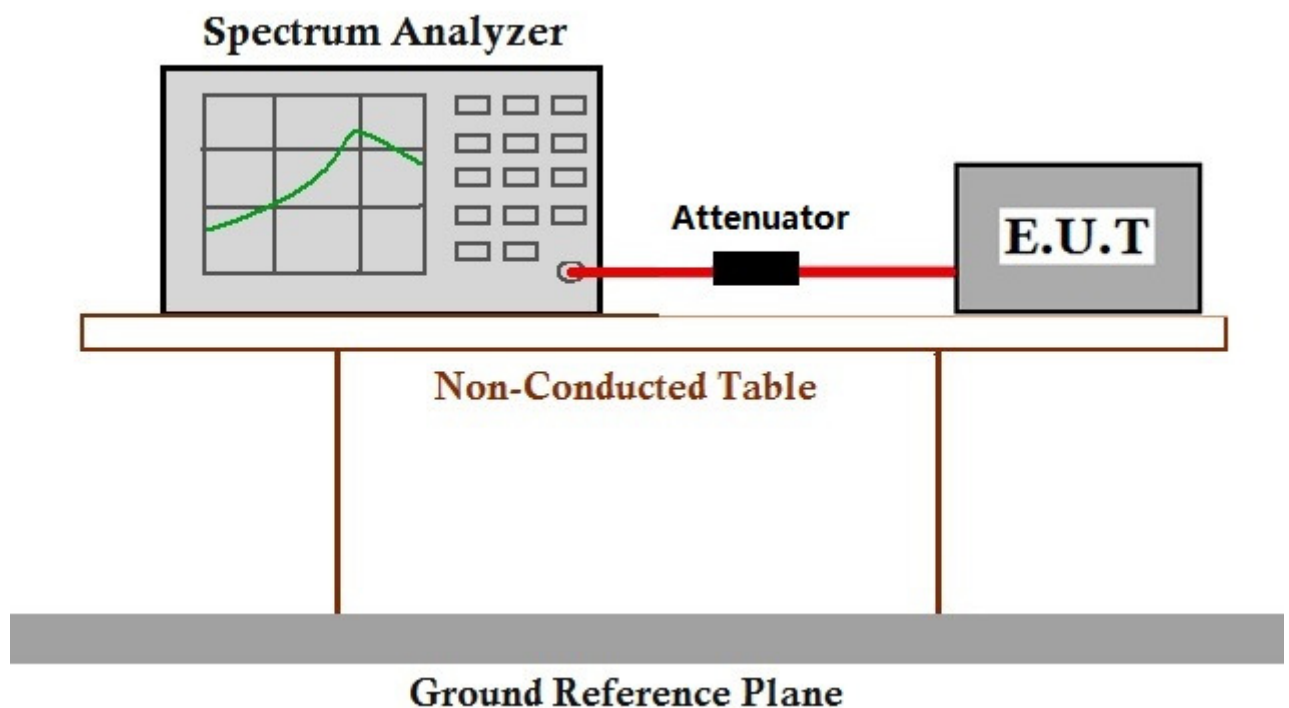 Spectrum Analyzer
Attenuator
E.U.T
Non-Conducted Table
Ground Reference Plane